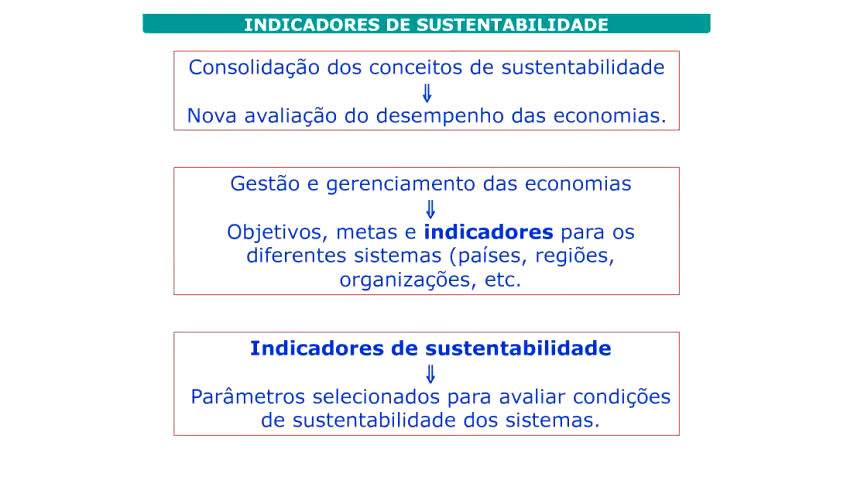 INDICADORES DE SUSTENTABILIDADE
Consolidação dos conceitos de sustentabilidade
⇓
Nova avaliação do desempenho das economias.
Gestão e gerenciamento das economias
⇓
Objetivos, metas e indicadores para os
diferentes sistemas (países, regiões,
organizações, etc.
Indicadores de sustentabilidade
⇓
Parâmetros selecionados para avaliar condições
de sustentabilidade dos sistemas.